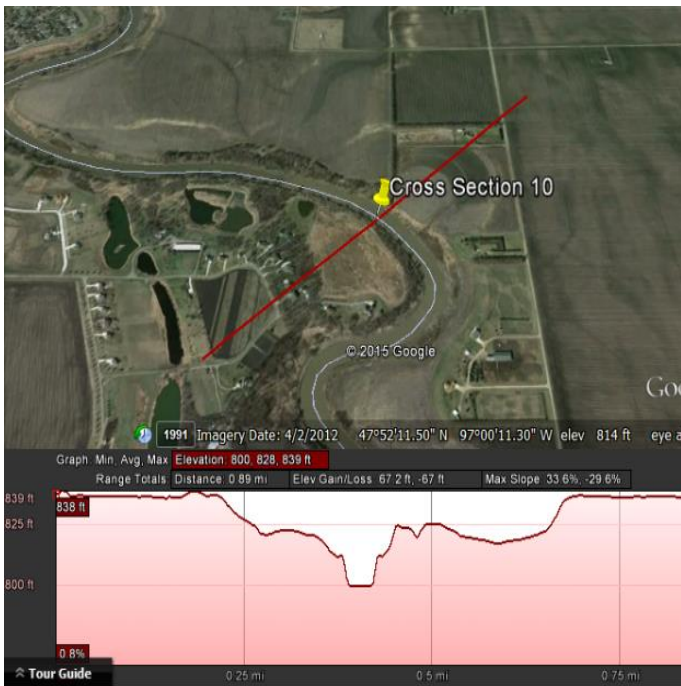 Cross Section 10
© 2015 Google
Goo
1991 Imagery Date: 4/2/2012 47°52'11.50" N 97°00'11.30" W elev 814 ft eye a
Graph: Min, Avg, Max Elevation: 800, 828, 839 ft
Range Totals: Distance: 0.89 mi Elev Gain/Loss: 67.2 ft, -67 ft Max Slope: 33.6%, -29.6%
839 ft
838 ft
825 ft
800 ft
0.8%
Tour Guide
0.25 mi
0.5 mi
0.75 mi